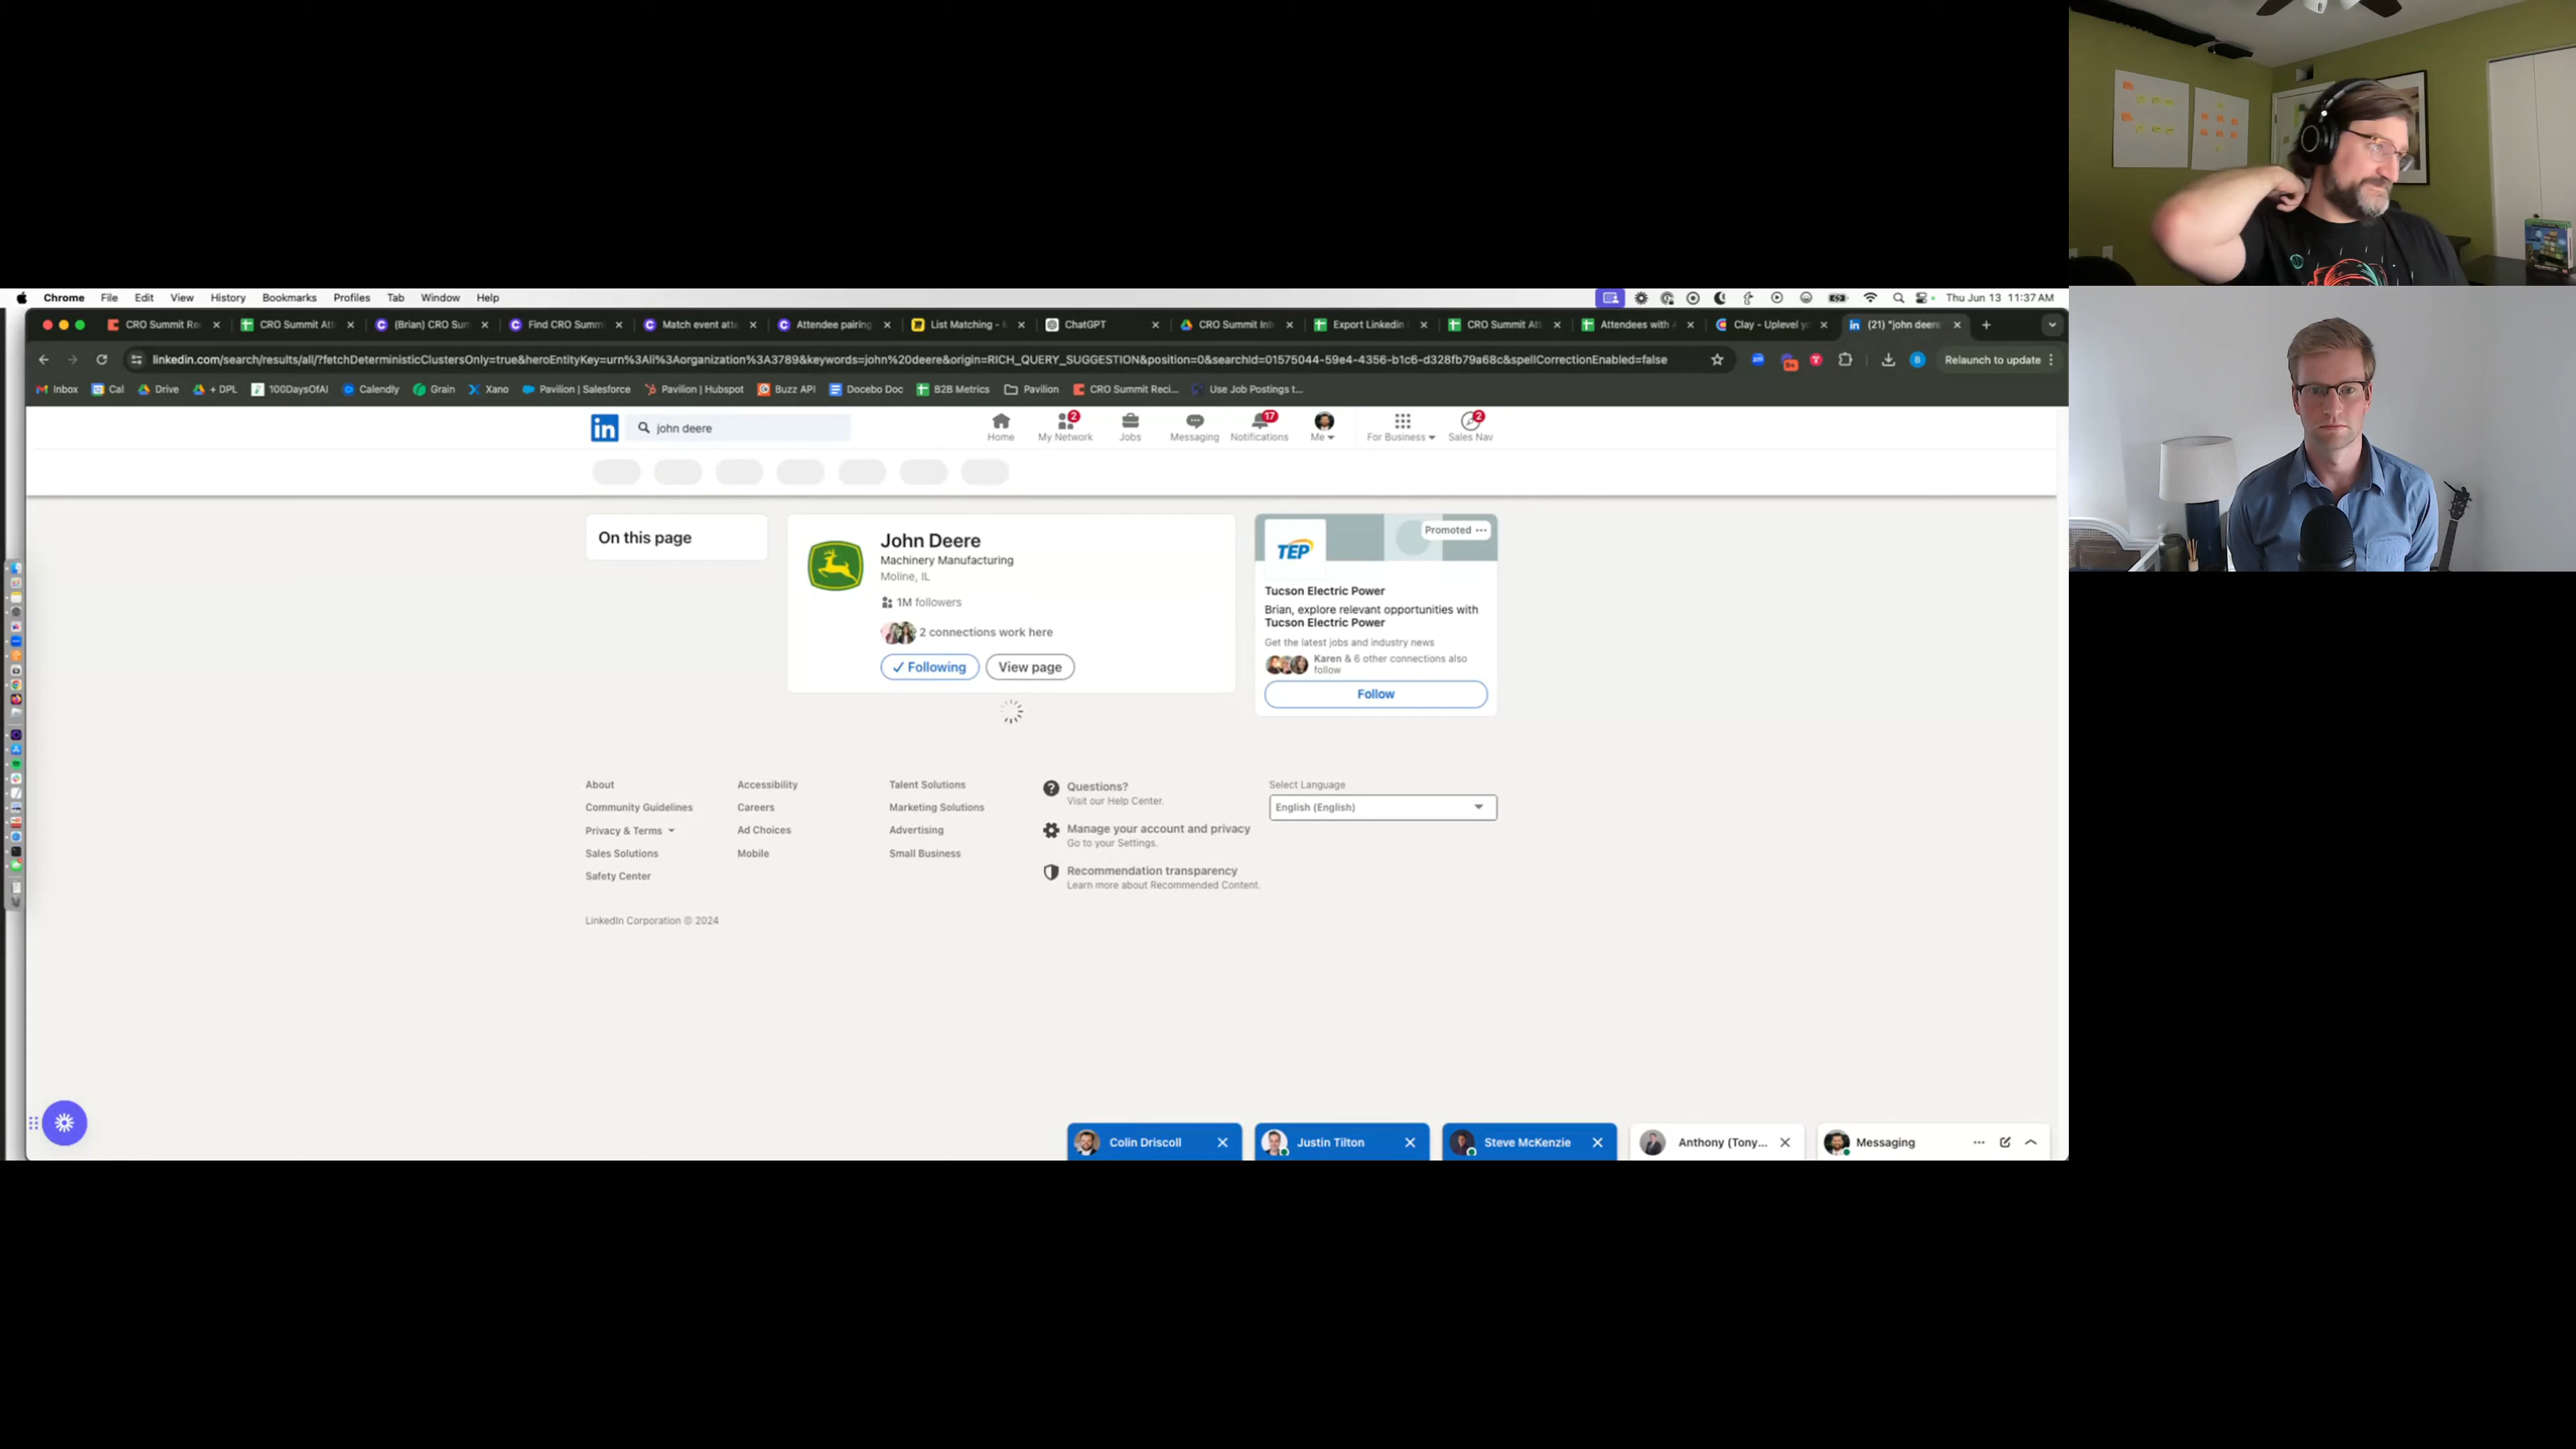 Chrome File Edit View History Bookmarks Profiles Tab Window Help
Thu Jun 13 11:37 AM
CRO Summit Re
CRO Summit Att
(Brian) CRO Sum
Find CRO Summ
Match event atte
Attendee pairing
List Matching -
ChatGPT
CRO Summit Int
Export Linkedin
CRO Summit Att
Attendees with
Clay - Uplevel y
(21) "john deere
linkedin.com/search/results/all/?fetchDeterministicClustersOnly=true&heroEntityKey=urn%3Ali%3Aorganization%3A3789&keywords=john%20deere&origin=RICH_QUERY_SUGGESTION&position=0&searchId=01575044-59e4-4356-b1c6-d328fb79a68c&spellCorrectionEnabled=false
Relaunch to update
Inbox Cal Drive + DPL 100DaysOfAI Calendly Grain Xano Pavilion | Salesforce Pavilion | Hubspot Buzz API Docebo Doc B2B Metrics Pavilion CRO Summit Reci... Use Job Postings t...
in
john deere
Home
2
My Network
Jobs
Messaging
17
Notifications
Me
For Business
2
Sales Nav
On this page
John Deere
Machinery Manufacturing
Moline, IL
1M followers
2 connections work here
Following
View page
Promoted
TEP
Tucson Electric Power
Brian, explore relevant opportunities with
Tucson Electric Power
Get the latest jobs and industry news
Karen & 6 other connections also
follow
Follow
About
Community Guidelines
Privacy & Terms
Sales Solutions
Safety Center
Accessibility
Careers
Ad Choices
Mobile
Talent Solutions
Marketing Solutions
Advertising
Small Business
Questions?
Visit our Help Center.
Manage your account and privacy
Go to your Settings.
Recommendation transparency
Learn more about Recommended Content.
Select Language
English (English)
LinkedIn Corporation © 2024
Colin Driscoll
Justin Tilton
Steve McKenzie
Anthony (Tony...
Messaging